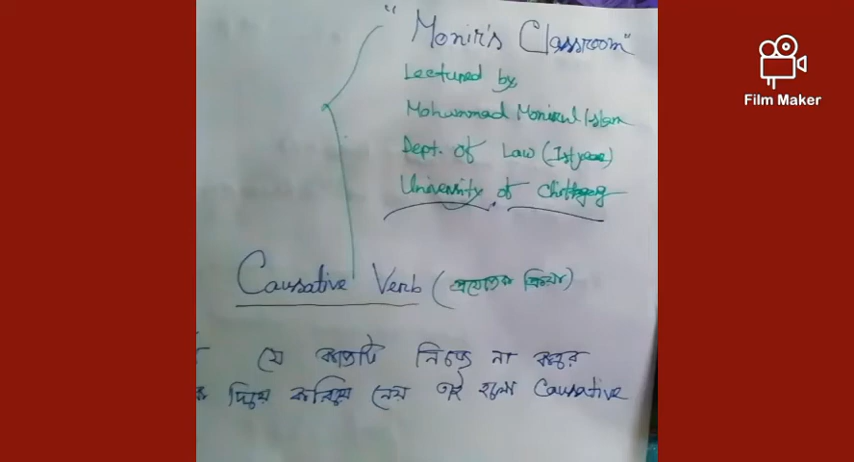 "Monir's Classroom"
Lectured by
Mohammad Monirul Islam
Dept. of Law (Ist year)
University of Chittagong
Causative Verb (প্রযোজক ক্রিয়া)
যে কাজটি নিজে না করে
দিয়ে করিয়ে নেয় তাই হলো Causative
Film Maker